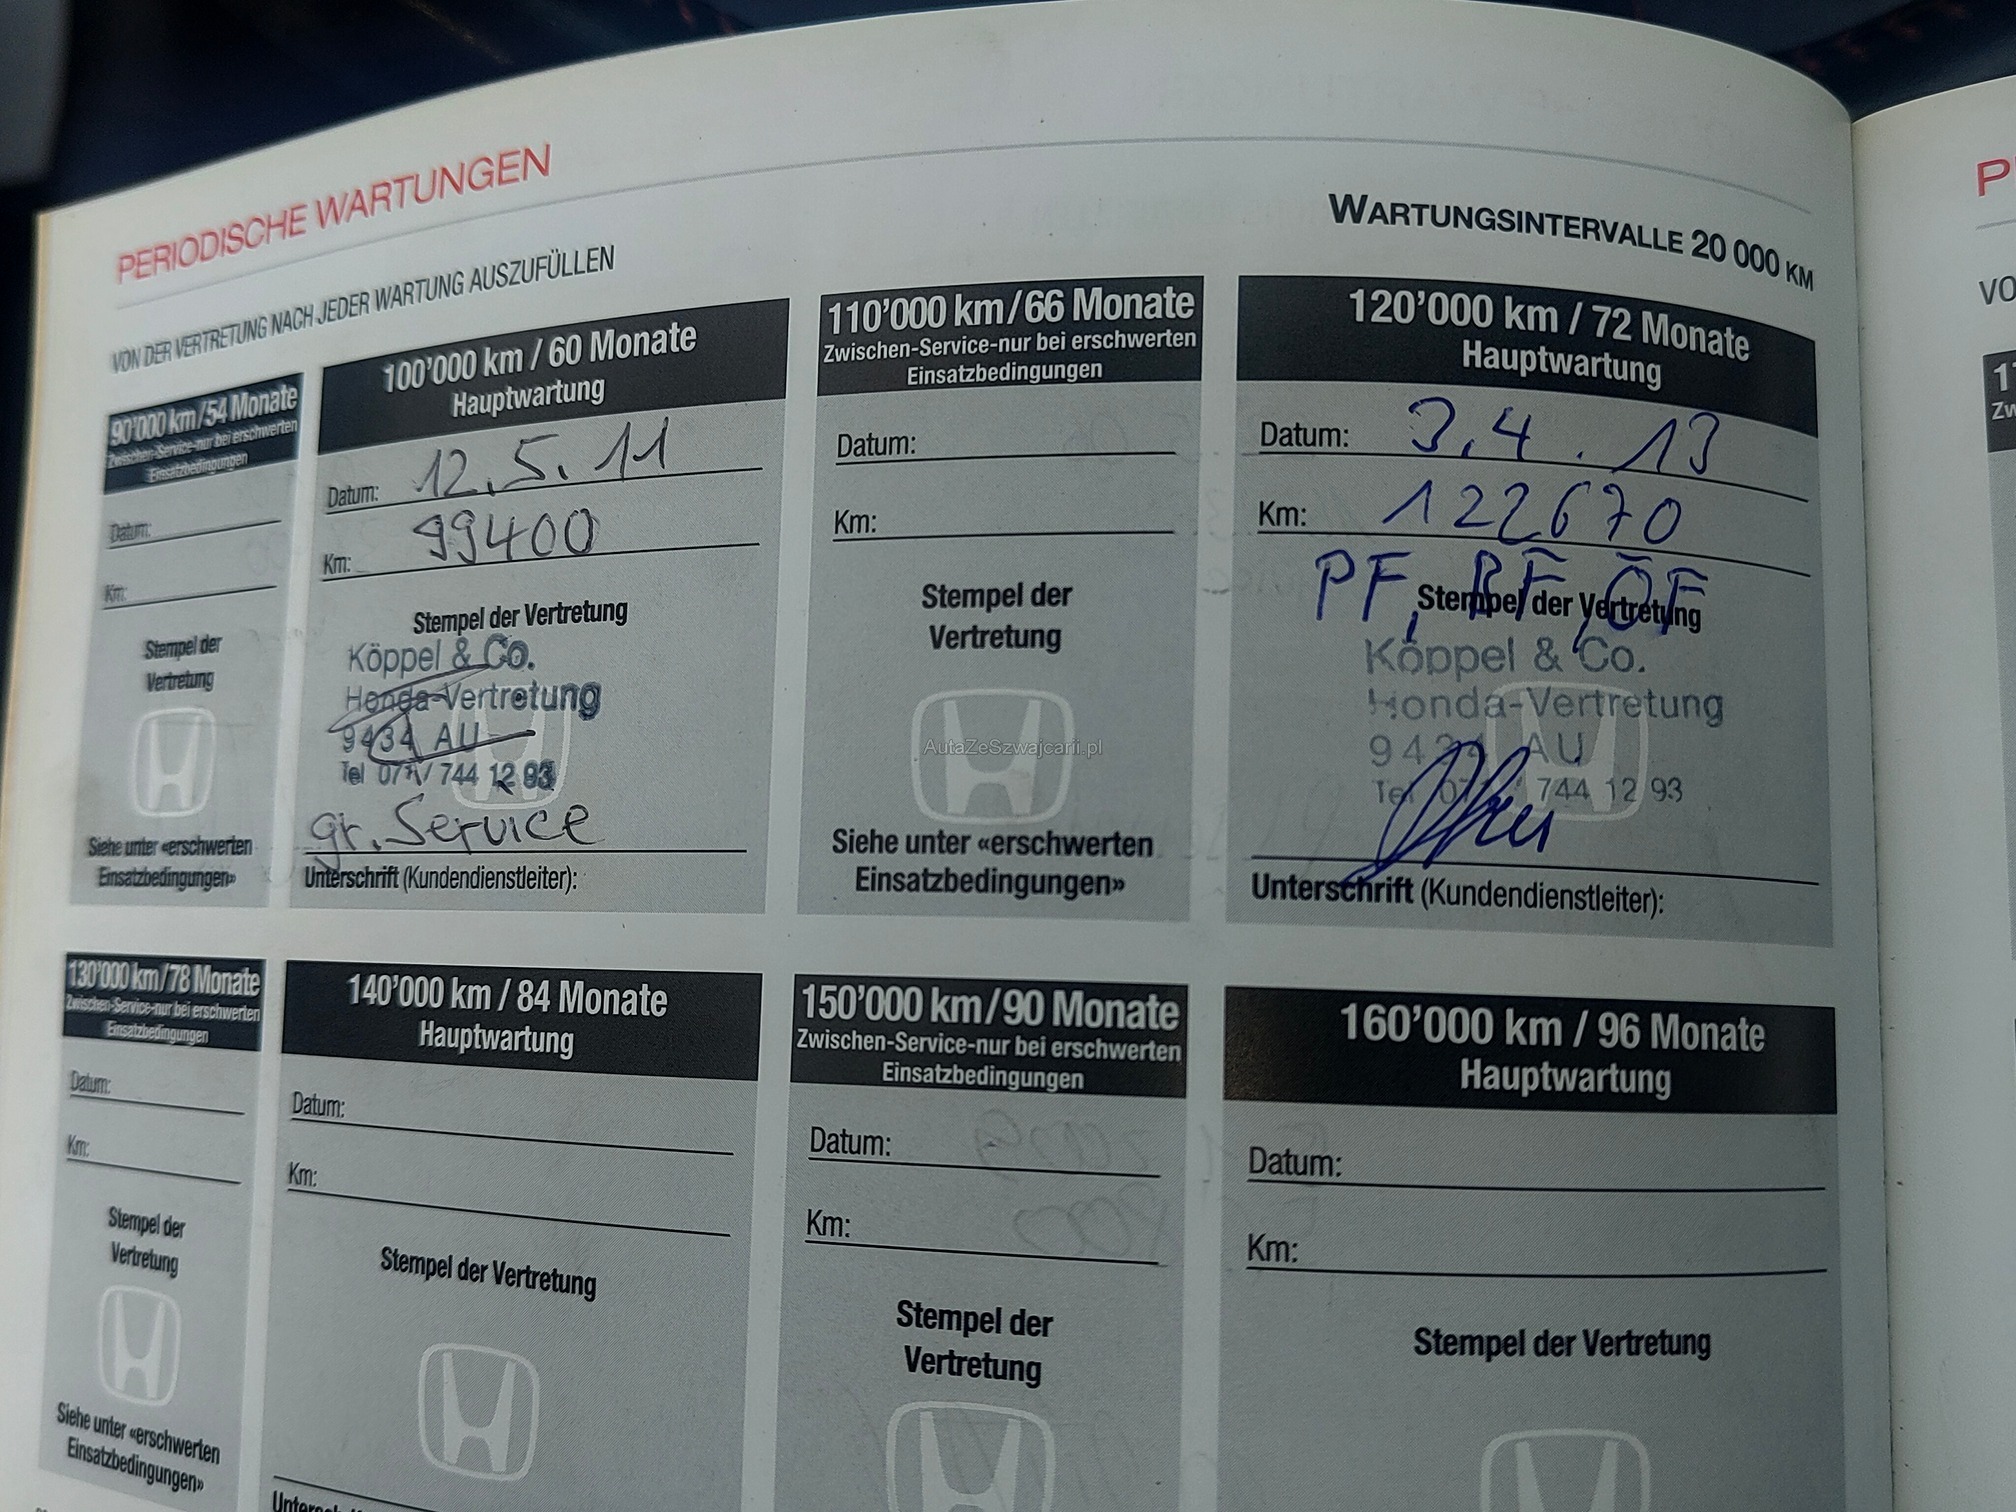 PERIODISCHE WARTUNGEN
WARTUNGSINTERVALLE 20 000 KM
VON DER VERTRETUNG NACH JEDER WARTUNG AUSZUFÜLLEN
90'000 km/54 Monate
Zwischen-Service-nur bei erschwerten
Einsatzbedingungen
Datum:
Km:
Stempel der
Vertretung
Siehe unter «erschwerten
Einsatzbedingungen»
100'000 km / 60 Monate
Hauptwartung
Datum: 12.5.11
Km: 99400
Stempel der Vertretung
Köppel & Co.
Honda-Vertretung
9434 AU
Tel 071/ 744 12 93
gr. Service
Unterschrift (Kundendienstleiter):
110'000 km/66 Monate
Zwischen-Service-nur bei erschwerten
Einsatzbedingungen
Datum:
Km:
Stempel der
Vertretung
AutaZeSzwajcarii.pl
Siehe unter «erschwerten
Einsatzbedingungen»
120'000 km / 72 Monate
Hauptwartung
Datum: 3.4.13
Km: 122670
PF, BF, ÖF
Stempel der Vertretung
Köppel & Co.
Honda-Vertretung
9434 AU
Tel 071/ 744 12 93
Unterschrift (Kundendienstleiter):
130'000 km/78 Monate
Zwischen-Service-nur bei erschwerten
Einsatzbedingungen
Datum:
Km:
Stempel der
Vertretung
Siehe unter «erschwerten
Einsatzbedingungen»
140'000 km / 84 Monate
Hauptwartung
Datum:
Km:
Stempel der Vertretung
150'000 km/90 Monate
Zwischen-Service-nur bei erschwerten
Einsatzbedingungen
Datum:
Km:
Stempel der
Vertretung
160'000 km / 96 Monate
Hauptwartung
Datum:
Km:
Stempel der Vertretung
P
VO
11
Zw